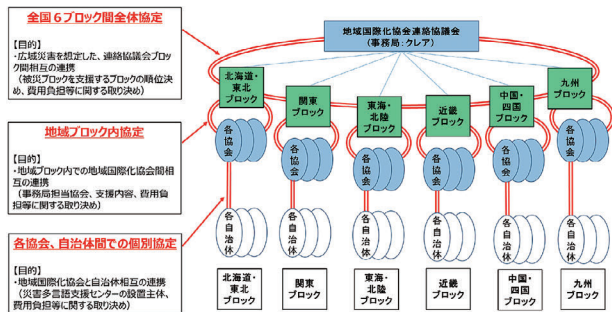 全国６ブロック間全体協定
【目的】
・広域災害を想定した、連絡協議会ブロック間相互の連携
（被災ブロックを支援するブロックの順位決め、費用負担等に関する取り決め）
地域ブロック内協定
【目的】
・地域ブロック内での地域国際化協会間相互の連携
（事務局担当協会、支援内容、費用負担等に関する取り決め）
各協会、自治体間での個別協定
【目的】
・地域国際化協会と自治体相互の連携
（災害多言語支援センターの設置主体、費用負担等に関する取り決め）
地域国際化協会連絡協議会
（事務局：クレア）
北海道・東北ブロック
関東ブロック
東海・北陸ブロック
近畿ブロック
中国・四国ブロック
九州ブロック
各協会
各協会
各協会
各協会
各協会
各協会
各自治体
各自治体
各自治体
各自治体
各自治体
各自治体
北海道・東北ブロック
関東ブロック
東海・北陸ブロック
近畿ブロック
中国・四国ブロック
九州ブロック